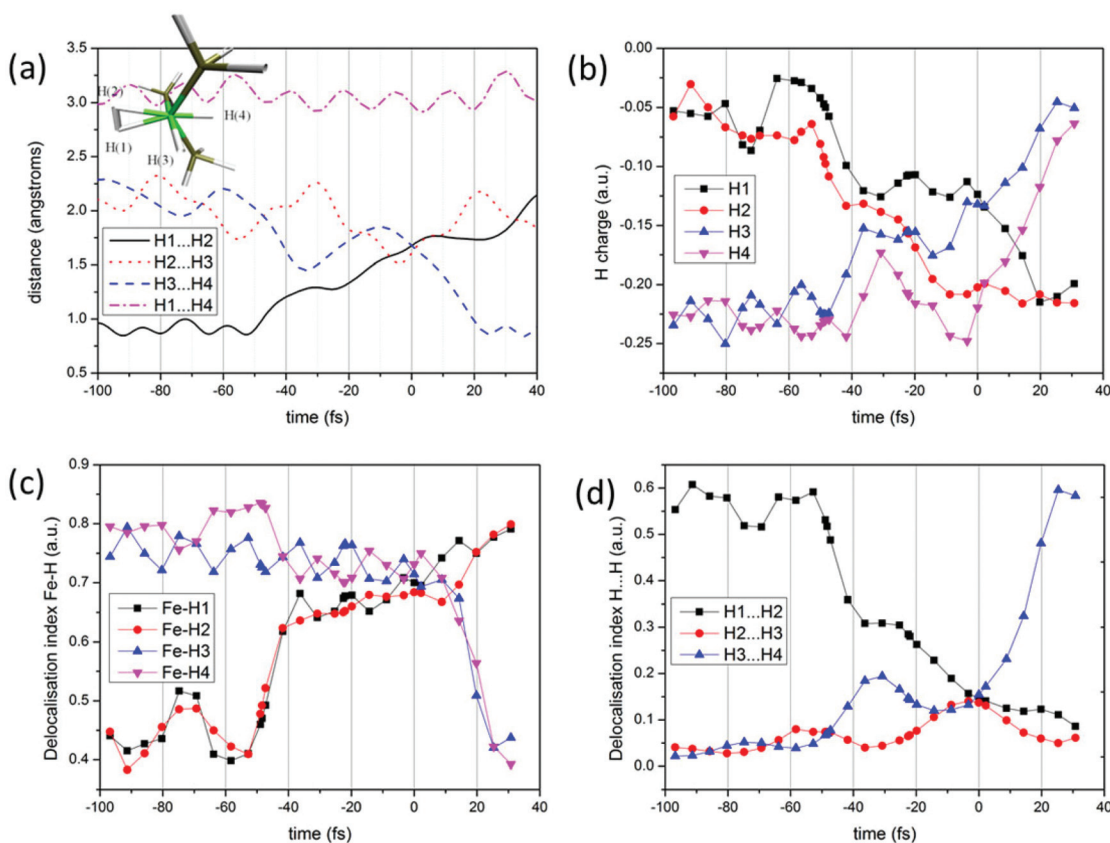 (a)
3.5
3.0
2.5
2.0
1.5
1.0
0.5
distance (angstroms)
H(2)
H(1)
H(3)
H(4)
H1...H2
H2...H3
H3...H4
H1...H4
-100 -80 -60 -40 -20 0 20 40
time (fs)
(b)
0.00
-0.05
-0.10
-0.15
-0.20
-0.25
H charge (a.u.)
H1
H2
H3
H4
-100 -80 -60 -40 -20 0 20 40
time (fs)
(c)
0.9
0.8
0.7
0.6
0.5
0.4
Delocalisation index Fe-H (a.u.)
Fe-H1
Fe-H2
Fe-H3
Fe-H4
-100 -80 -60 -40 -20 0 20 40
time (fs)
(d)
0.6
0.5
0.4
0.3
0.2
0.1
0.0
Delocalisation index H...H (a.u.)
H1...H2
H2...H3
H3...H4
-100 -80 -60 -40 -20 0 20 40
time (fs)